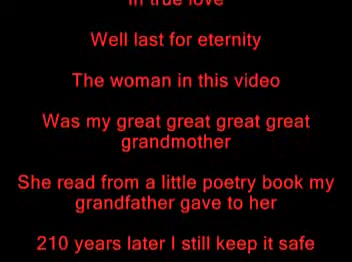 In true love
Well last for eternity
The woman in this video
Was my great great great great
grandmother
She read from a little poetry book my
grandfather gave to her
210 years later I still keep it safe